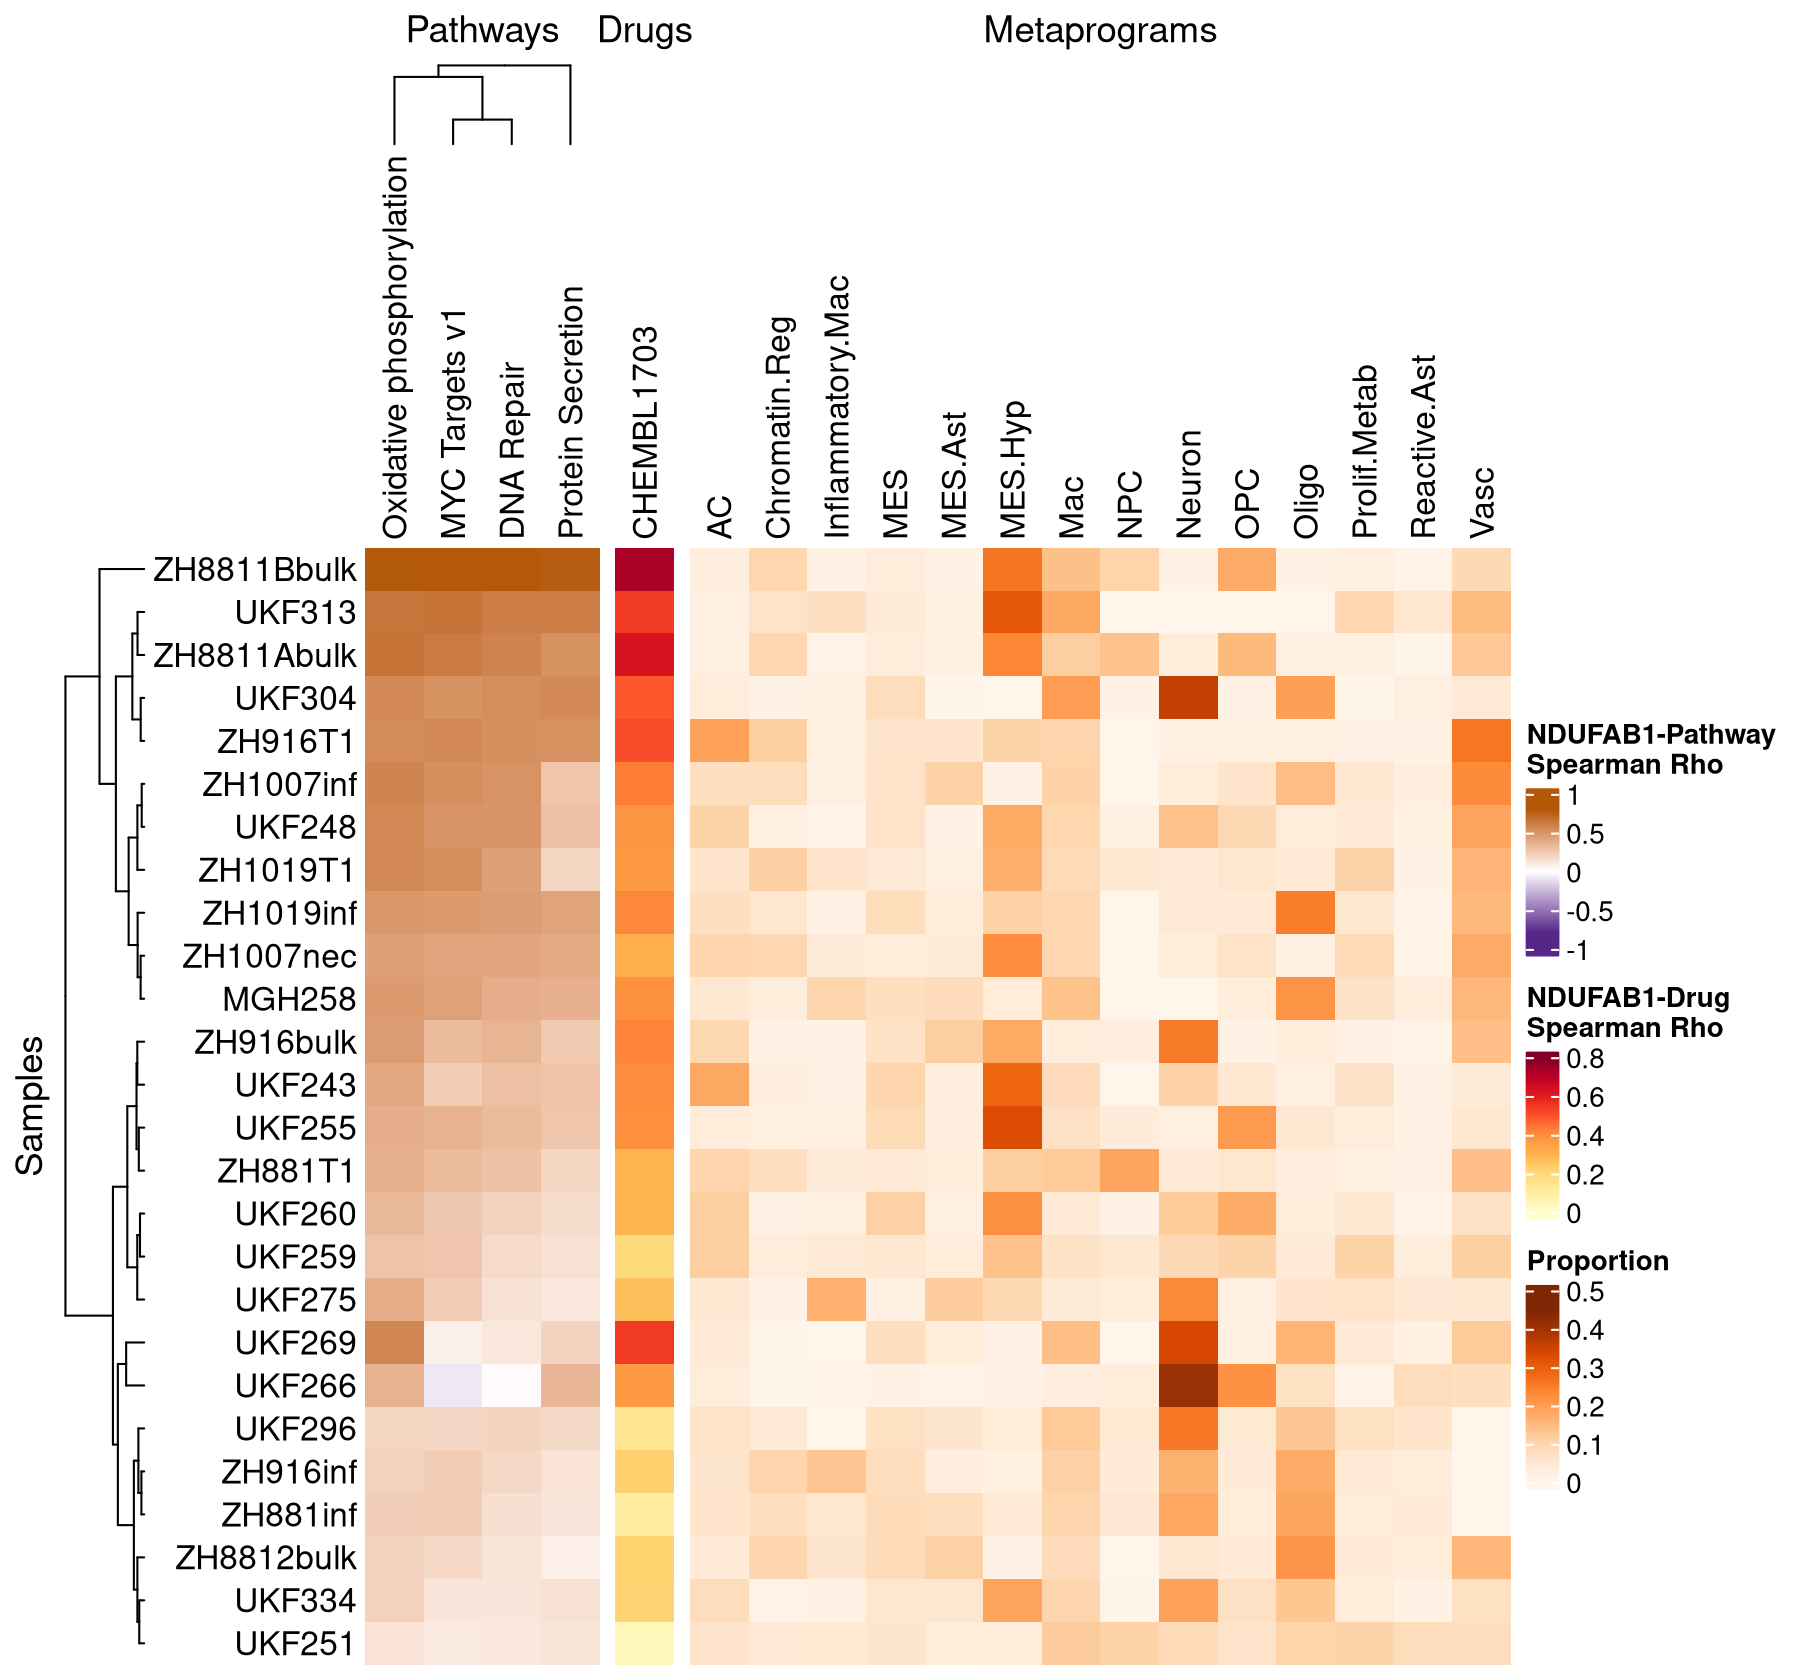 Pathways Drugs Metaprograms
Oxidative phosphorylation
MYC Targets v1
DNA Repair
Protein Secretion
CHEMBL1703
AC
Chromatin.Reg
Inflammatory.Mac
MES
MES.Ast
MES.Hyp
Mac
NPC
Neuron
OPC
Oligo
Prolif.Metab
Reactive.Ast
Vasc
Samples
ZH8811Bbulk
UKF313
ZH8811Abulk
UKF304
ZH916T1
ZH1007inf
UKF248
ZH1019T1
ZH1019inf
ZH1007nec
MGH258
ZH916bulk
UKF243
UKF255
ZH881T1
UKF260
UKF259
UKF275
UKF269
UKF266
UKF296
ZH916inf
ZH881inf
ZH8812bulk
UKF334
UKF251
NDUFAB1-Pathway
Spearman Rho
1
0.5
0
-0.5
-1
NDUFAB1-Drug
Spearman Rho
0.8
0.6
0.4
0.2
0
Proportion
0.5
0.4
0.3
0.2
0.1
0